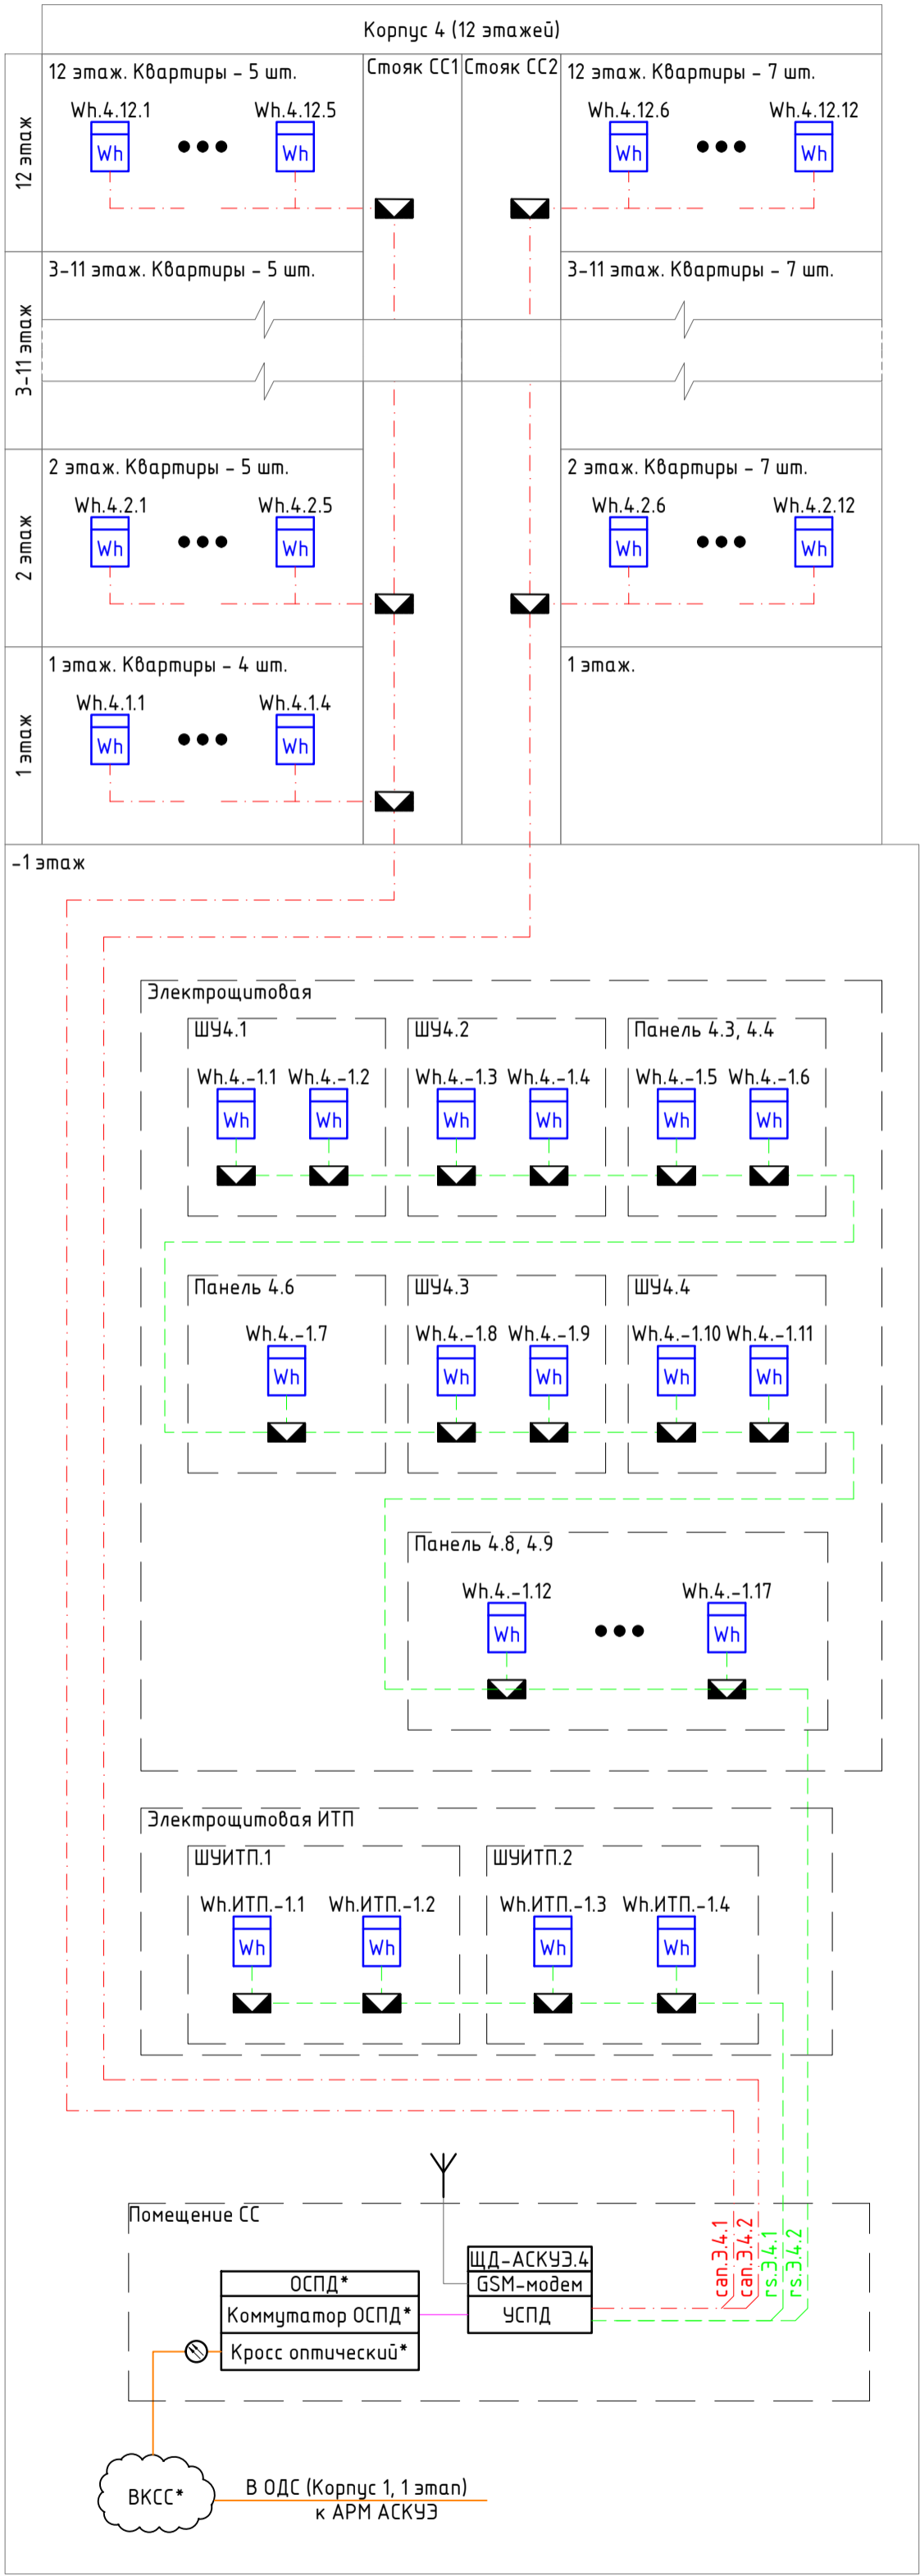 Корпус 4 (12 этажей)
12 этаж
12 этаж. Квартиры - 5 шт.
Стояк СС1
Стояк СС2
12 этаж. Квартиры - 7 шт.
Wh.4.12.1
Wh.4.12.5
Wh.4.12.6
Wh.4.12.12
Wh
Wh
Wh
Wh
3-11 этаж
3-11 этаж. Квартиры - 5 шт.
3-11 этаж. Квартиры - 7 шт.
2 этаж
2 этаж. Квартиры - 5 шт.
2 этаж. Квартиры - 7 шт.
Wh.4.2.1
Wh.4.2.5
Wh.4.2.6
Wh.4.2.12
Wh
Wh
Wh
Wh
1 этаж
1 этаж. Квартиры - 4 шт.
1 этаж.
Wh.4.1.1
Wh.4.1.4
Wh
Wh
-1 этаж
Электрощитовая
ШУ4.1
ШУ4.2
Панель 4.3, 4.4
Wh.4.-1.1
Wh.4.-1.2
Wh.4.-1.3
Wh.4.-1.4
Wh.4.-1.5
Wh.4.-1.6
Wh
Wh
Wh
Wh
Wh
Wh
Панель 4.6
ШУ4.3
ШУ4.4
Wh.4.-1.7
Wh.4.-1.8
Wh.4.-1.9
Wh.4.-1.10
Wh.4.-1.11
Wh
Wh
Wh
Wh
Wh
Панель 4.8, 4.9
Wh.4.-1.12
Wh.4.-1.17
Wh
Wh
Электрощитовая ИТП
ШУИТП.1
ШУИТП.2
Wh.ИТП.-1.1
Wh.ИТП.-1.2
Wh.ИТП.-1.3
Wh.ИТП.-1.4
Wh
Wh
Wh
Wh
Помещение СС
can.Э.4.1
can.Э.4.2
rs.Э.4.1
rs.Э.4.2
ЩД-АСКУЭ.4
GSM-модем
УСПД
ОСПД*
Коммутатор ОСПД*
Кросс оптический*
ВКСС*
В ОДС (Корпус 1, 1 этап)
к АРМ АСКУЭ